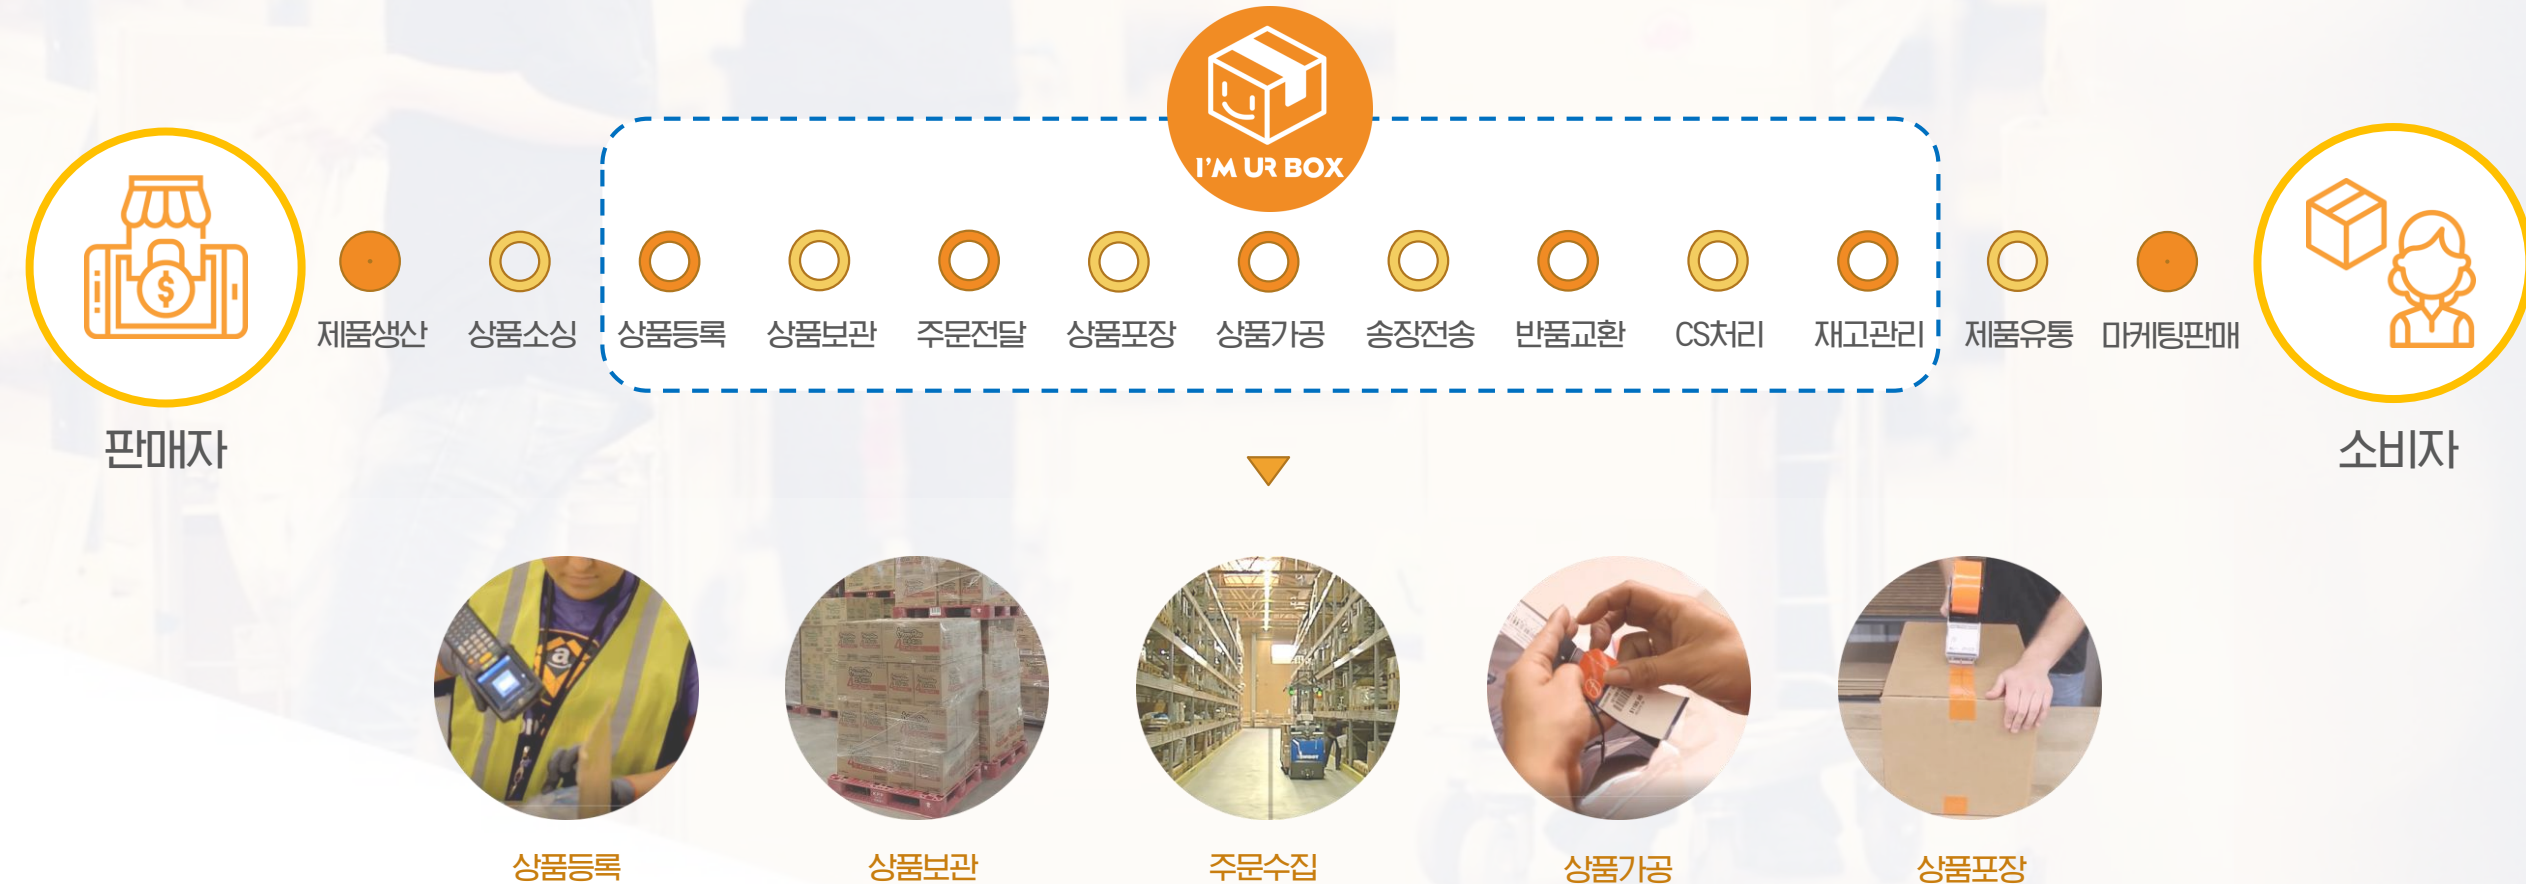 I'M UR BOX
$
제품생산
상품소싱
상품등록
상품보관
주문전달
상품포장
상품가공
송장전송
반품교환
CS처리
재고관리
제품유통
마케팅판매
판매자
소비자
상품등록
상품보관
주문수집
상품가공
상품포장